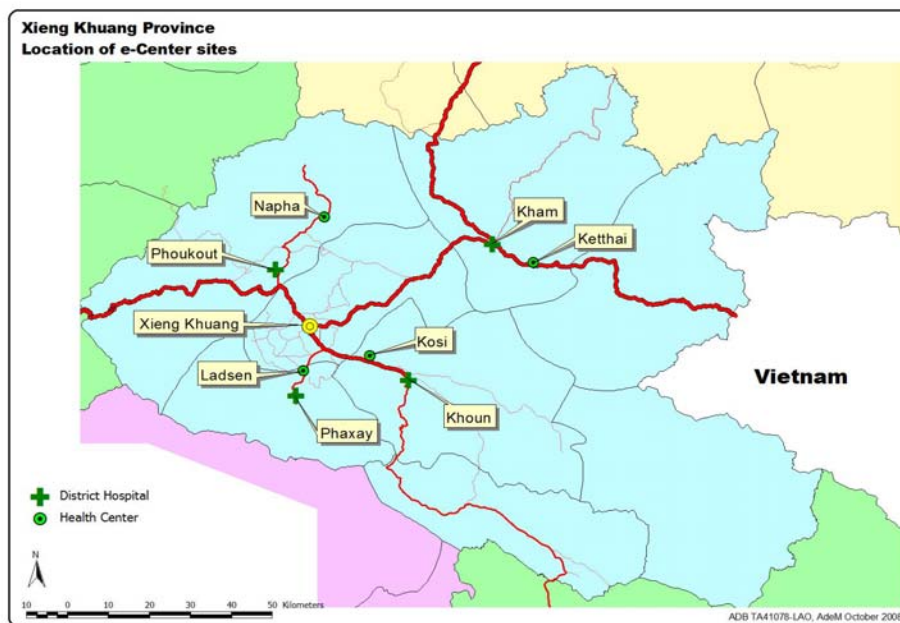 Xieng Khuang Province
Location of e-Center sites
Napha
Kham
Ketthai
Phoukout
Xieng Khuang
Kosi
Ladsen
Vietnam
Khoun
Phaxay
District Hospital
Health Center
N
10 0 10 20 30 40 50 Kilometers
ADB TA41078-LAO, AdeM October 2008